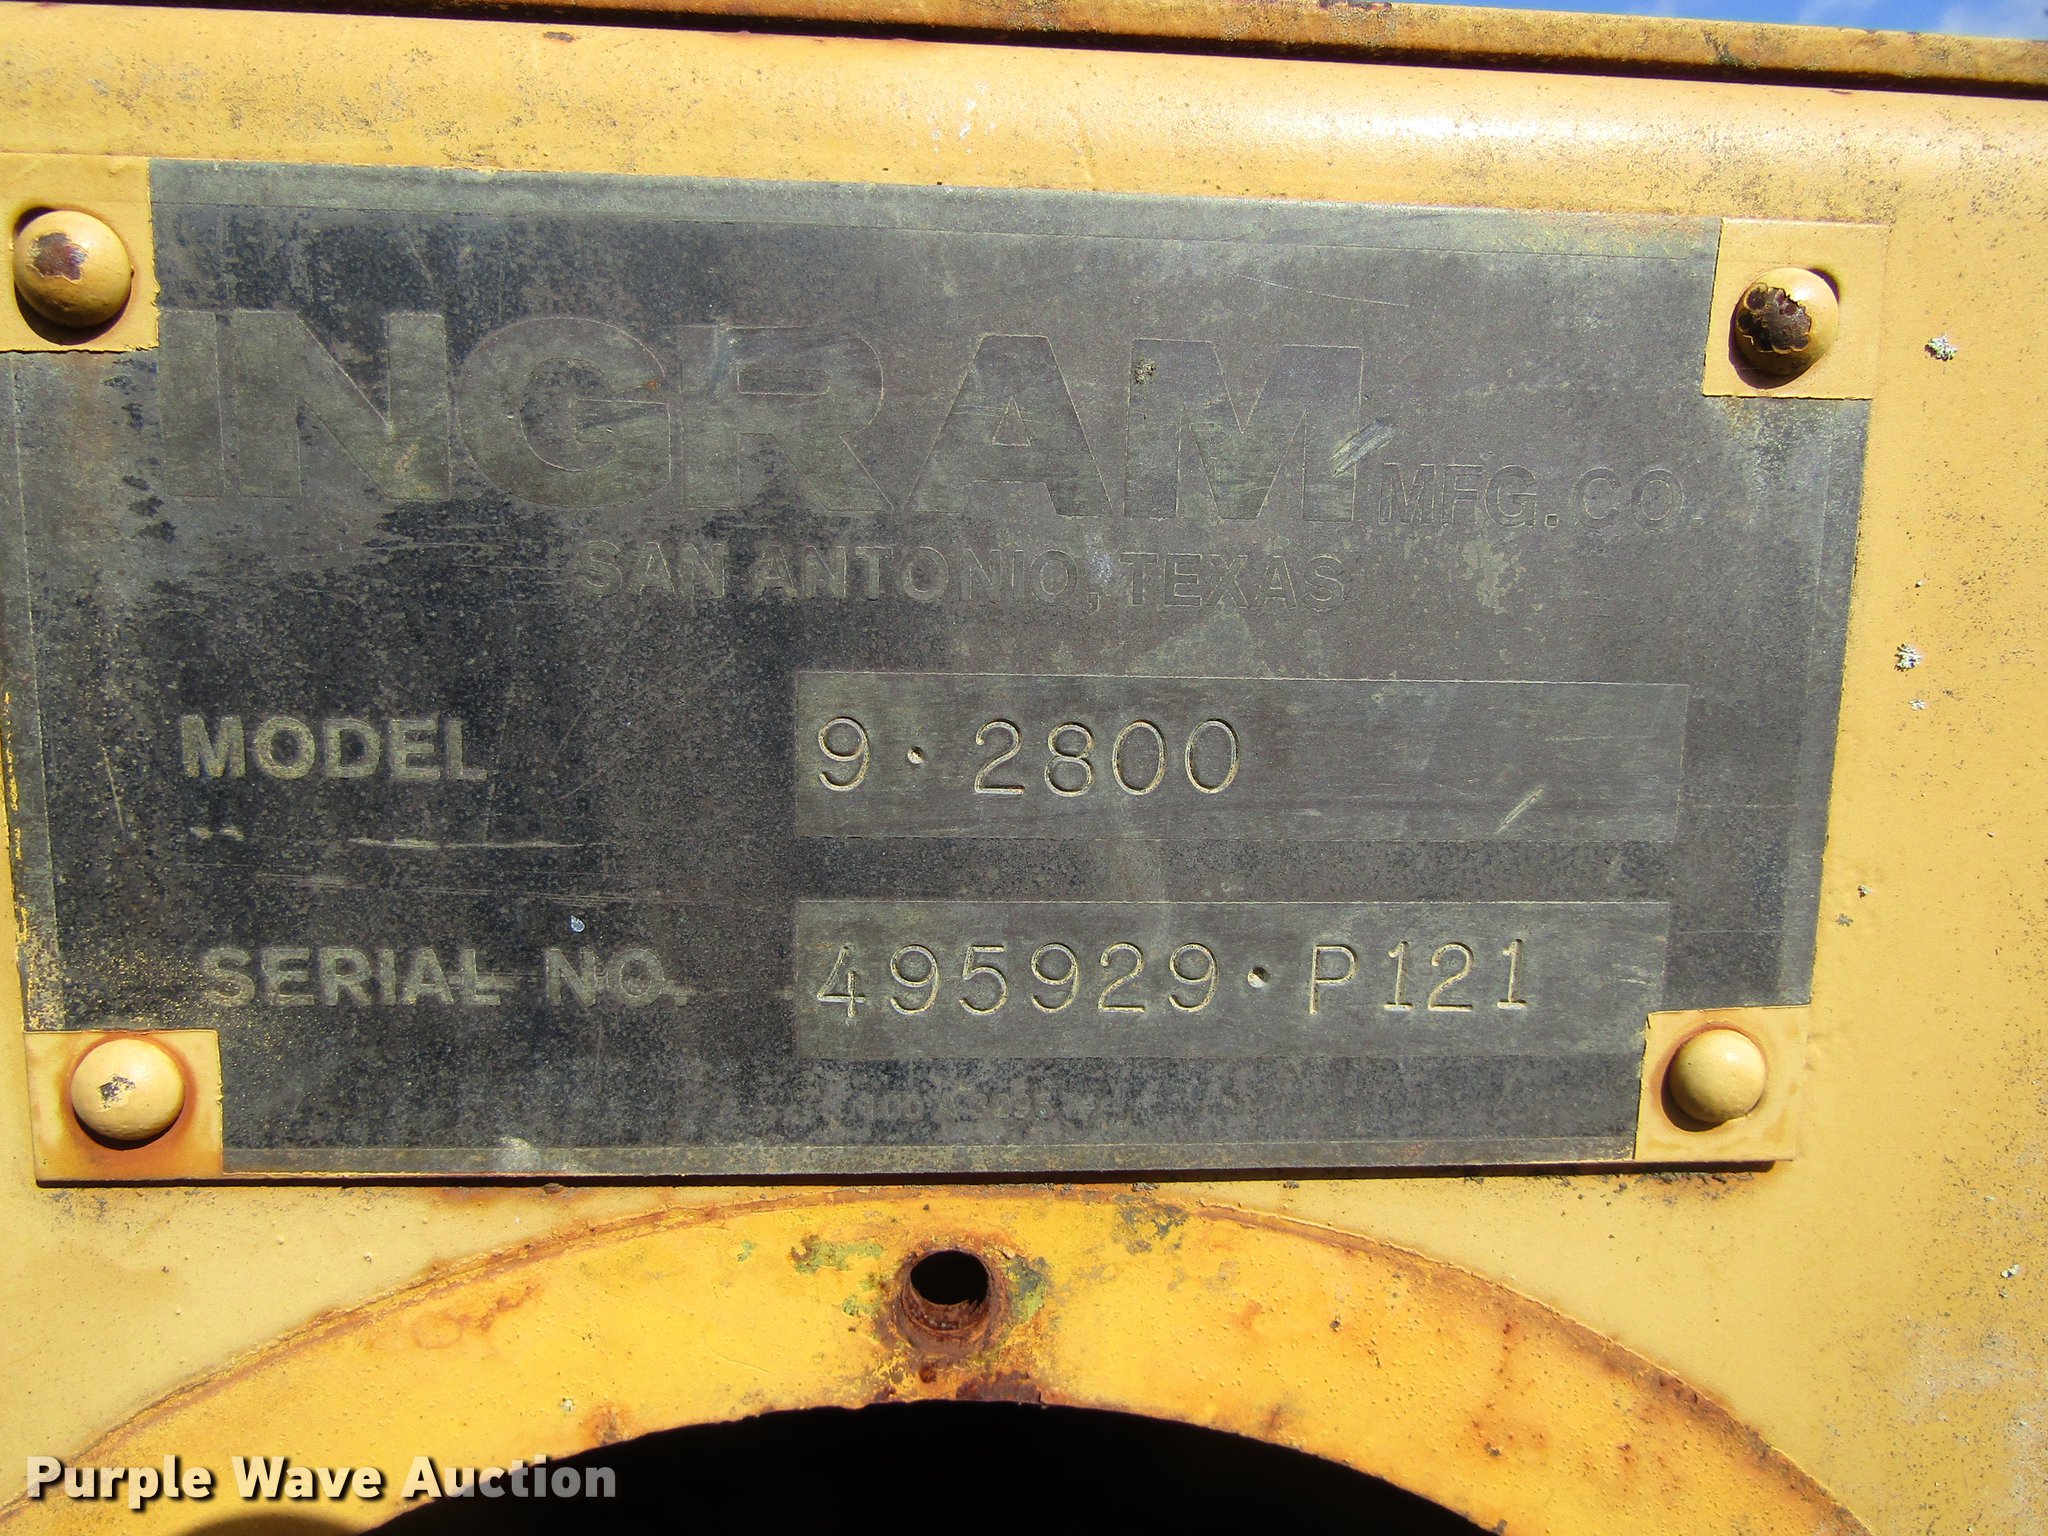 INGRAM MFG. CO
SAN ANTONIO, TEXAS
MODEL 9·2800
SERIAL NO. 495929·P121
Purple Wave Auction